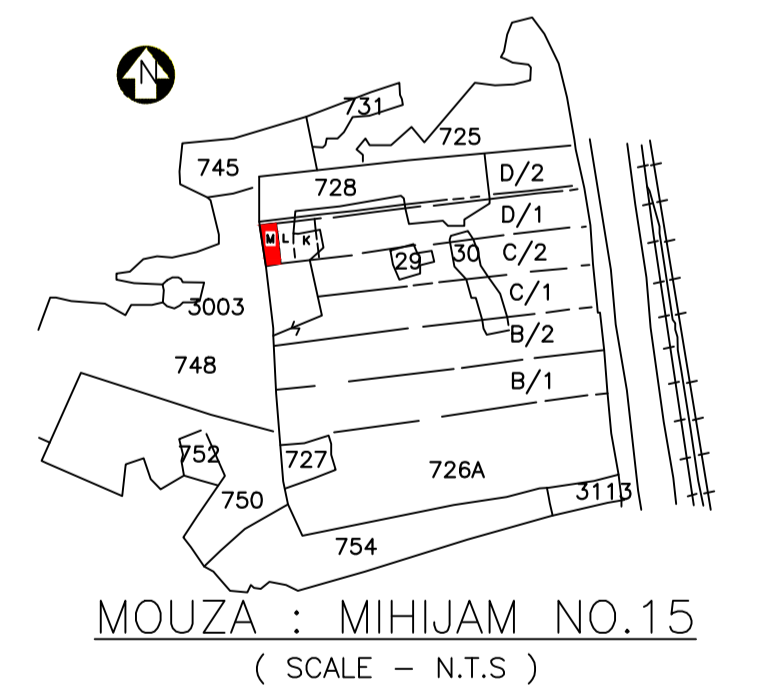 N
731
725
745
D/2
728
D/1
M L K
C/2
29
30
C/1
3003
B/2
748
B/1
752
727
726A
750
3113
754
MOUZA : MIHIJAM NO.15
( SCALE - N.T.S )